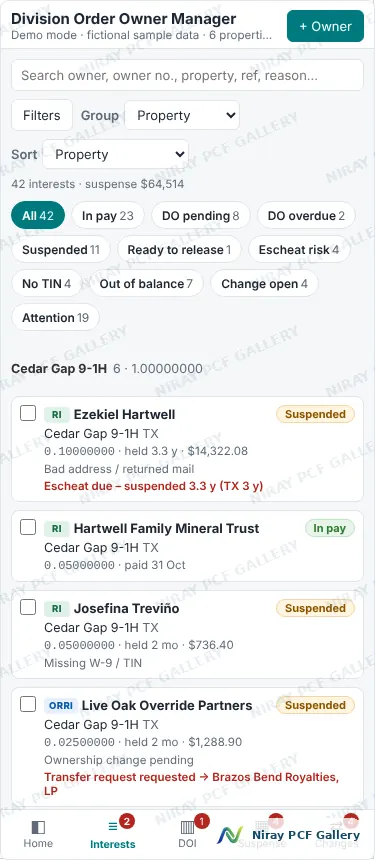 Division Order Owner Manager
Demo mode · fictional sample data · 6 properti...
+ Owner
Search owner, owner no., property, ref, reason...
Filters Group Property
Sort Property
42 interests · suspense $64,514
All 42 In pay 23 DO pending 8 DO overdue 2
Suspended 11 Ready to release 1 Escheat risk 4
No TIN 4 Out of balance 7 Change open 4
Attention 19
Cedar Gap 9-1H 6 · 1.00000000
RI Ezekiel Hartwell Suspended
Cedar Gap 9-1H TX
0.10000000 · held 3.3 y · $14,322.08
Bad address / returned mail
Escheat due – suspended 3.3 y (TX 3 y)
RI Hartwell Family Mineral Trust In pay
Cedar Gap 9-1H TX
0.05000000 · paid 31 Oct
RI Josefina Treviño Suspended
Cedar Gap 9-1H TX
0.05000000 · held 2 mo · $736.40
Missing W-9 / TIN
ORRI Live Oak Override Partners Suspended
Cedar Gap 9-1H TX
0.02500000 · held 2 mo · $1,288.90
Ownership change pending
Transfer request requested → Brazos Bend Royalties,
LP
2 1 4 4
Home Interests DOI Suspense Changes
Niray PCF Gallery
NIRAY PCF GALLERY